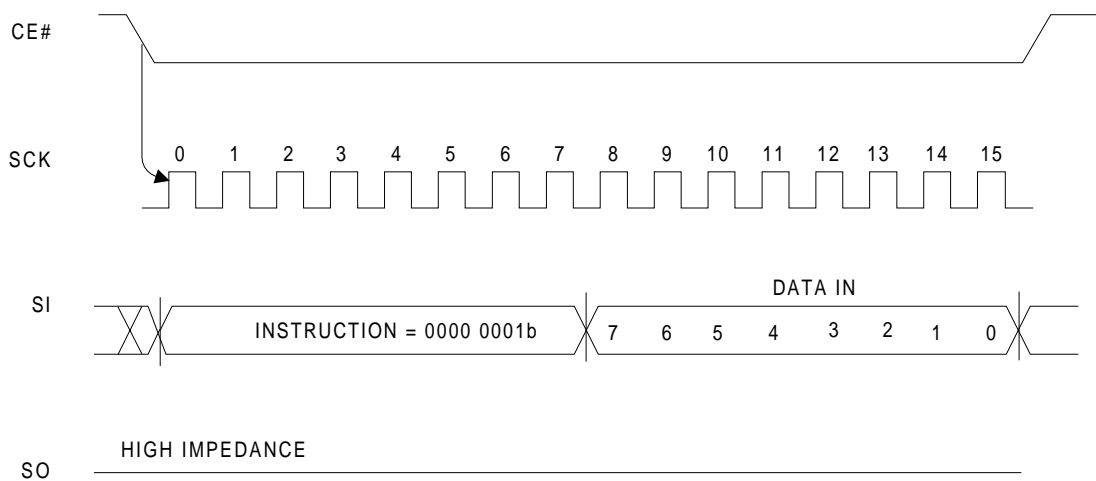 CE#
SCK
0 1 2 3 4 5 6 7 8 9 10 11 12 13 14 15
DATA IN
SI
INSTRUCTION = 0000 0001b 7 6 5 4 3 2 1 0
HIGH IMPEDANCE
SO